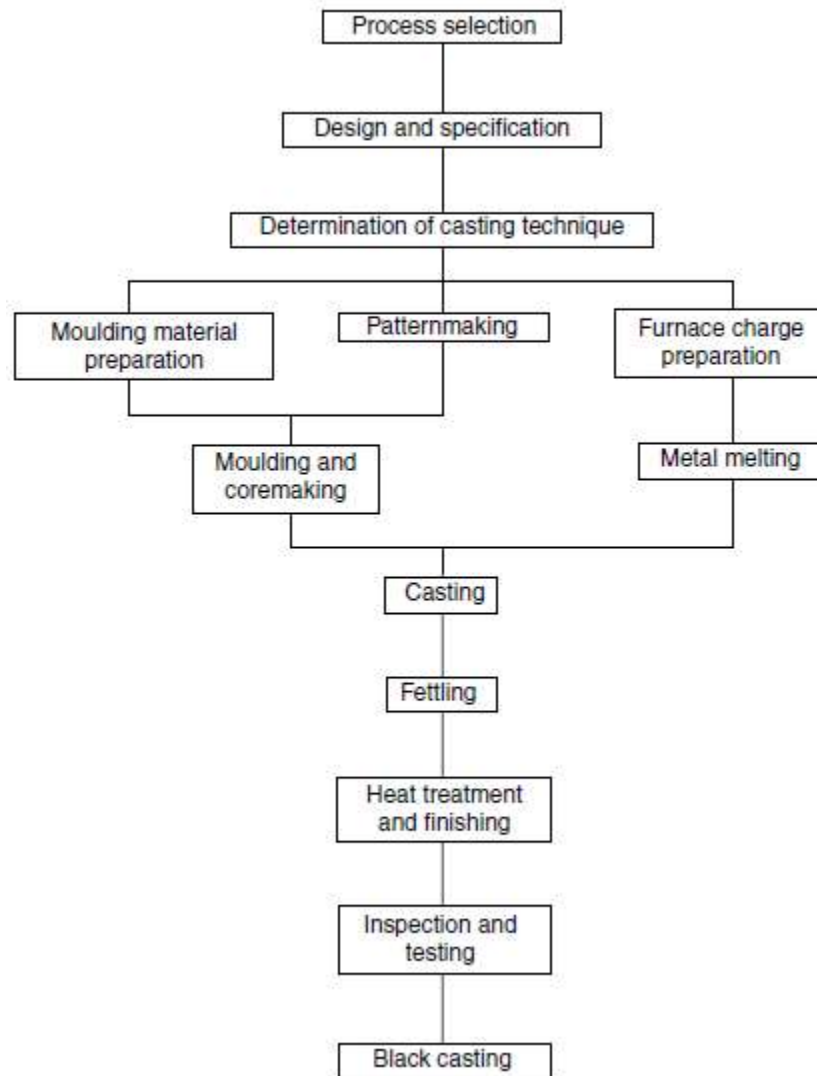 Process selection
Design and specification
Determination of casting technique
Moulding material
preparation
Patternmaking
Furnace charge
preparation
Moulding and
coremaking
Metal melting
Casting
Fettling
Heat treatment
and finishing
Inspection and
testing
Black casting